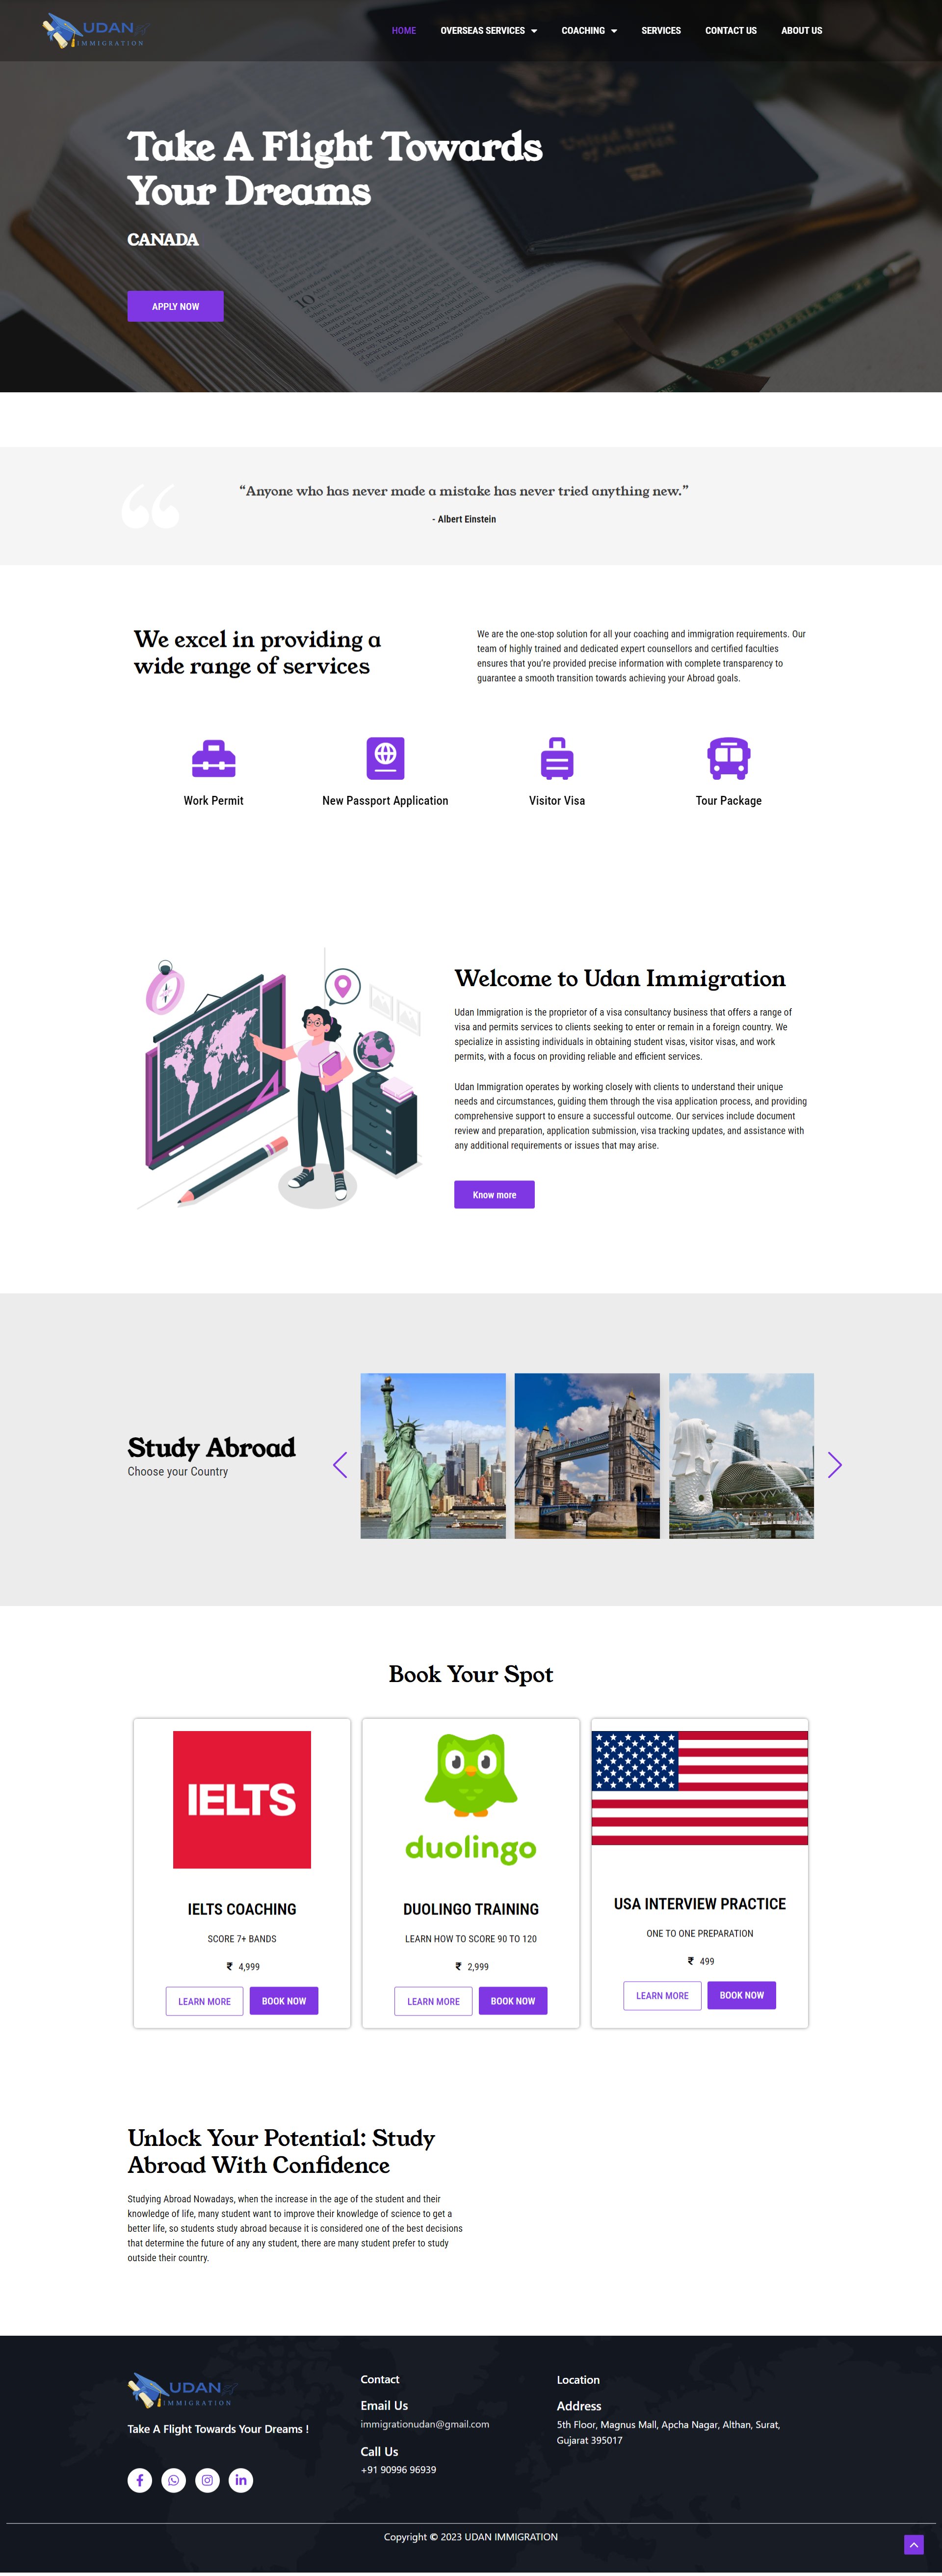 UDAN
IMMIGRATION
HOME
OVERSEAS SERVICES
COACHING
SERVICES
CONTACT US
ABOUT US
Take A Flight Towards
Your Dreams
CANADA
APPLY NOW
United States
of America
10
KIMBERLY
“Anyone who has never made a mistake has never tried anything new.”
- Albert Einstein
We excel in providing a
wide range of services
We are the one-stop solution for all your coaching and immigration requirements. Our
team of highly trained and dedicated expert counsellors and certified faculties
ensures that you’re provided precise information with complete transparency to
guarantee a smooth transition towards achieving your Abroad goals.
Work Permit
New Passport Application
Visitor Visa
Tour Package
Welcome to Udan Immigration
Udan Immigration is the proprietor of a visa consultancy business that offers a range of
visa and permits services to clients seeking to enter or remain in a foreign country. We
specialize in assisting individuals in obtaining student visas, visitor visas, and work
permits, with a focus on providing reliable and efficient services.
Udan Immigration operates by working closely with clients to understand their unique
needs and circumstances, guiding them through the visa application process, and providing
comprehensive support to ensure a successful outcome. Our services include document
review and preparation, application submission, visa tracking updates, and assistance with
any additional requirements or issues that may arise.
Know more
Study Abroad
Choose your Country
Book Your Spot
IELTS
IELTS COACHING
SCORE 7+ BANDS
₹ 4,999
LEARN MORE
BOOK NOW
duolingo
DUOLINGO TRAINING
LEARN HOW TO SCORE 90 TO 120
₹ 2,999
LEARN MORE
BOOK NOW
USA INTERVIEW PRACTICE
ONE TO ONE PREPARATION
₹ 499
LEARN MORE
BOOK NOW
Unlock Your Potential: Study
Abroad With Confidence
Studying Abroad Nowadays, when the increase in the age of the student and their
knowledge of life, many student want to improve their knowledge of science to get a
better life, so students study abroad because it is considered one of the best decisions
that determine the future of any any student, there are many student prefer to study
outside their country.
UDAN
IMMIGRATION
Take A Flight Towards Your Dreams !
Contact
Email Us
immigrationudan@gmail.com
Call Us
+91 90996 96939
Location
Address
5th Floor, Magnus Mall, Apcha Nagar, Althan, Surat,
Gujarat 395017
Copyright © 2023 UDAN IMMIGRATION